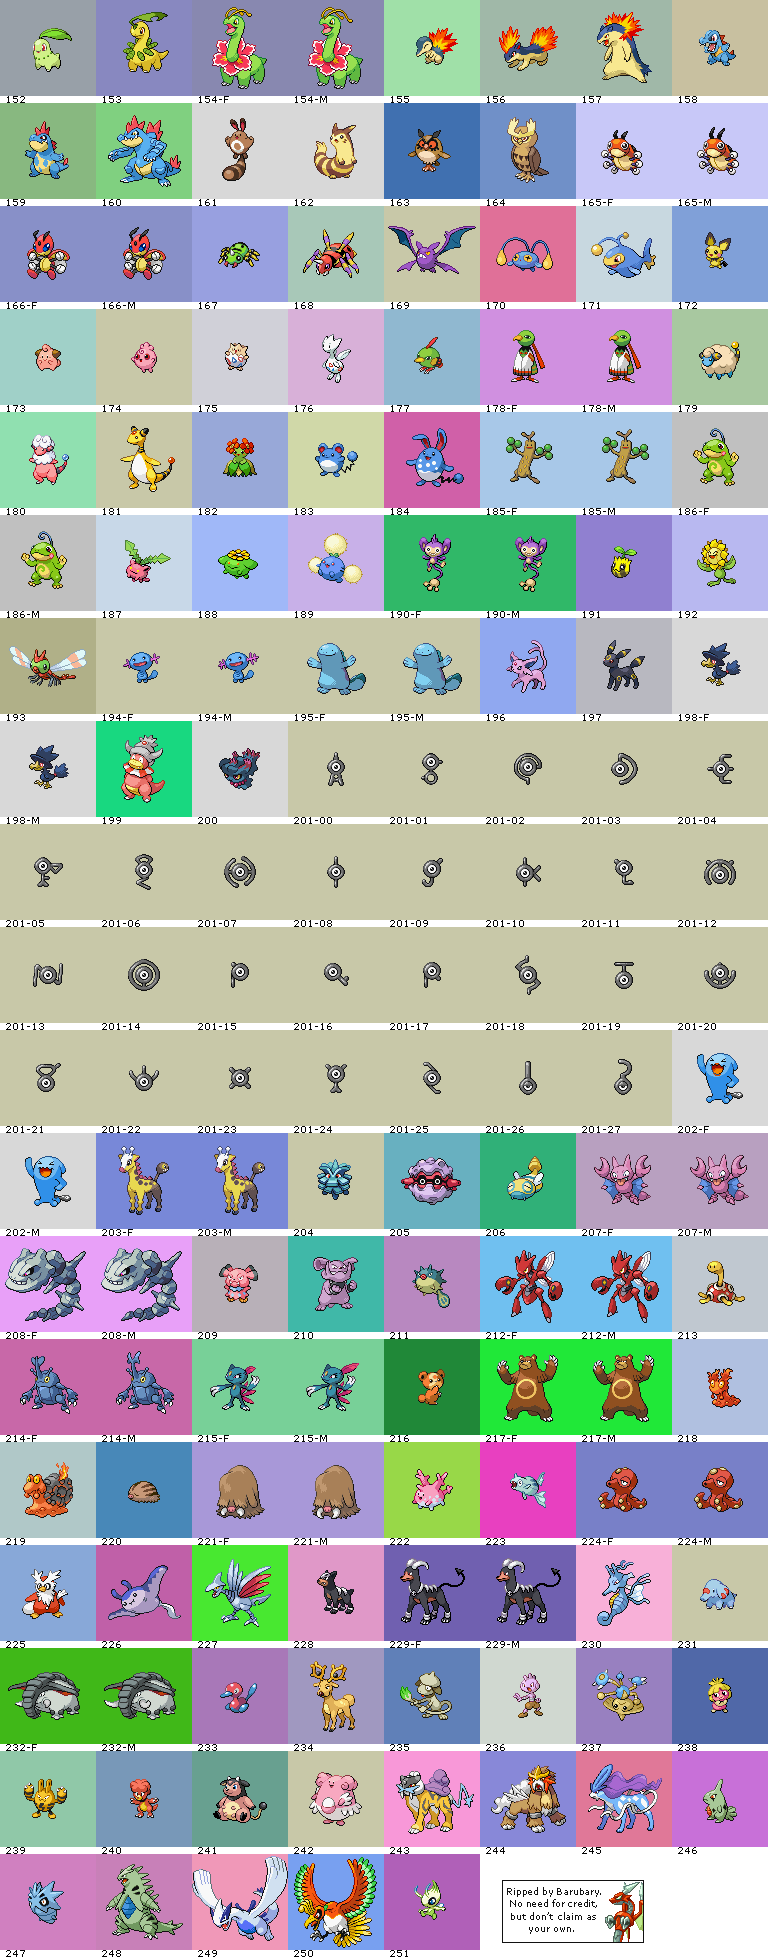 152 153 154-F 154-M 155 156 157 158
159 160 161 162 163 164 165-F 165-M
166-F 166-M 167 168 169 170 171 172
173 174 175 176 177 178-F 178-M 179
180 181 182 183 184 185-F 185-M 186-F
186-M 187 188 189 190-F 190-M 191 192
193 194-F 194-M 195-F 195-M 196 197 198-F
198-M 199 200 201-00 201-01 201-02 201-03 201-04
201-05 201-06 201-07 201-08 201-09 201-10 201-11 201-12
201-13 201-14 201-15 201-16 201-17 201-18 201-19 201-20
201-21 201-22 201-23 201-24 201-25 201-26 201-27 202-F
202-M 203-F 203-M 204 205 206 207-F 207-M
208-F 208-M 209 210 211 212-F 212-M 213
214-F 214-M 215-F 215-M 216 217-F 217-M 218
219 220 221-F 221-M 222 223 224-F 224-M
225 226 227 228 229-F 229-M 230 231
232-F 232-M 233 234 235 236 237 238
239 240 241 242 243 244 245 246
247 248 249 250 251
Ripped by Barubary.
No need for credit,
but don't claim as
your own.